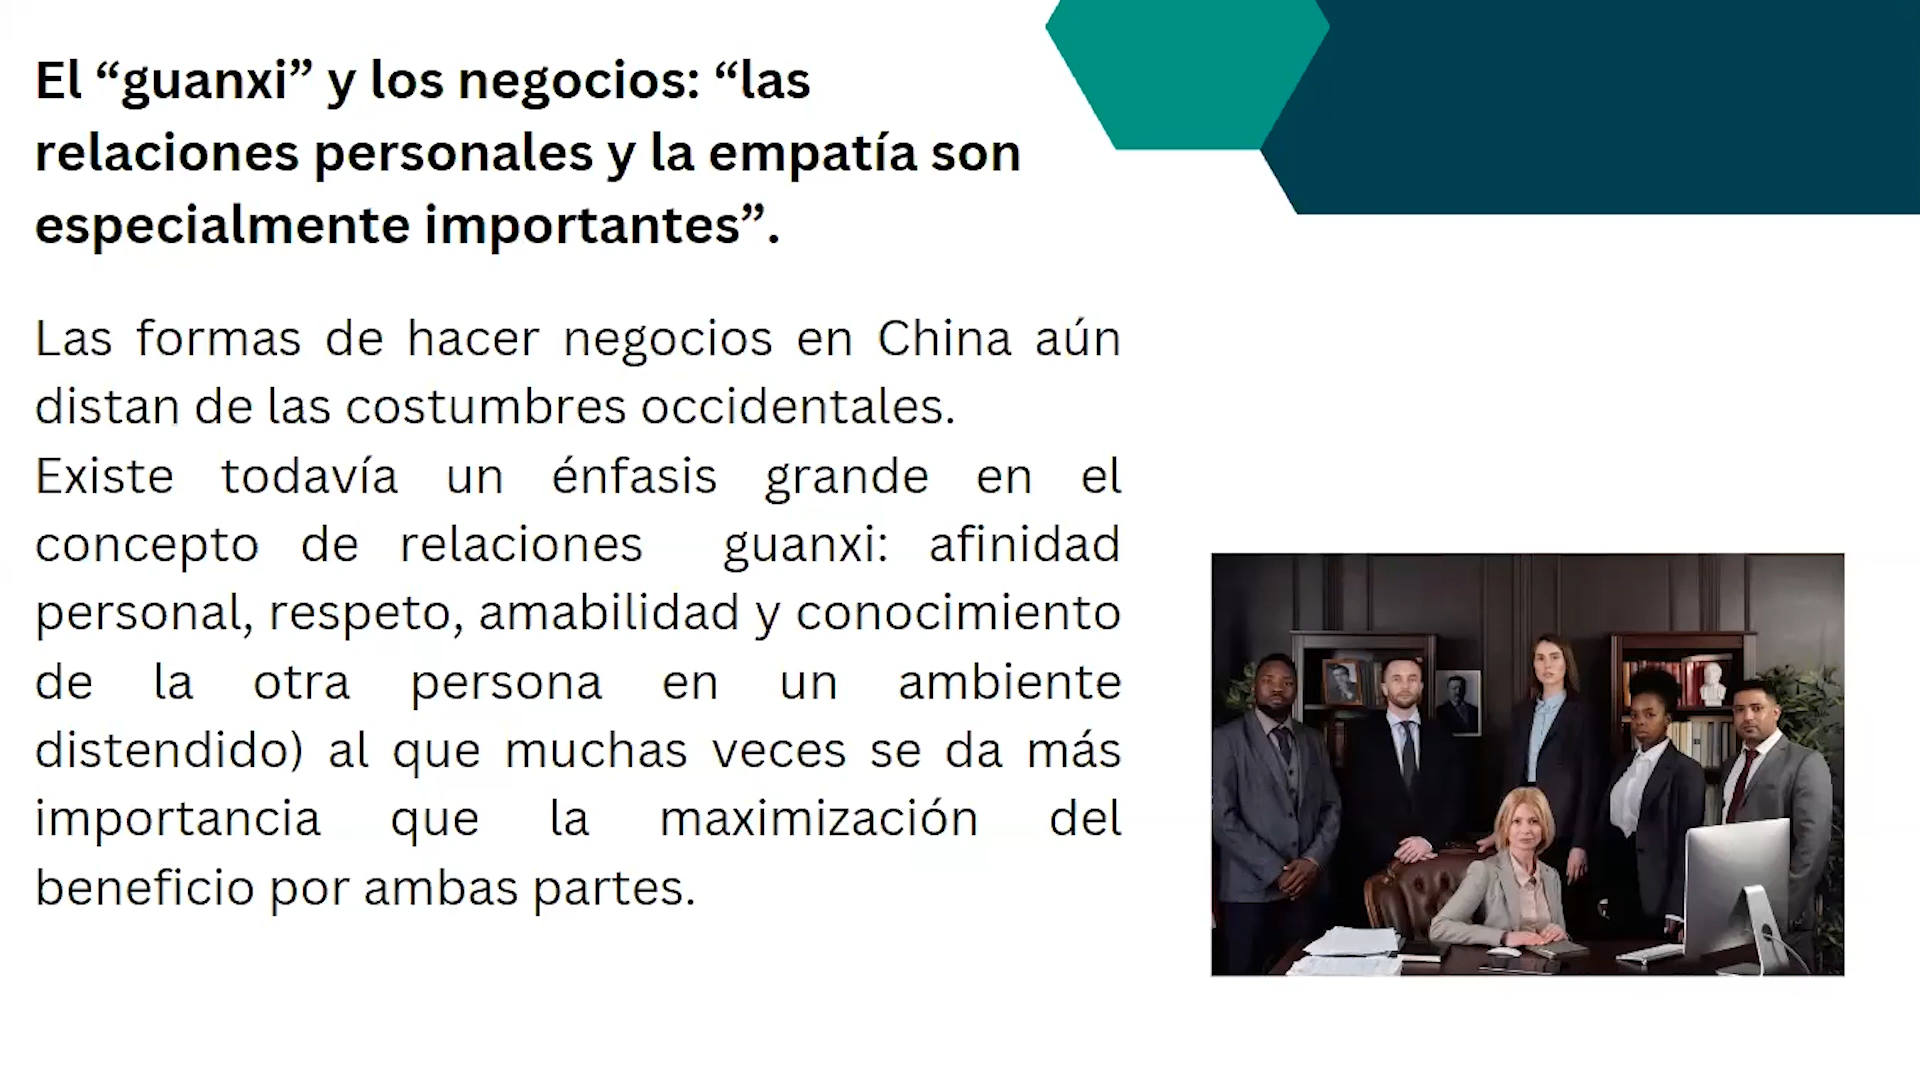 El “guanxi” y los negocios: “las
relaciones personales y la empatía son
especialmente importantes”.
Las formas de hacer negocios en China aún
distan de las costumbres occidentales.
Existe todavía un énfasis grande en el
concepto de relaciones guanxi: afinidad
personal, respeto, amabilidad y conocimiento
de la otra persona en un ambiente
distendido) al que muchas veces se da más
importancia que la maximización del
beneficio por ambas partes.